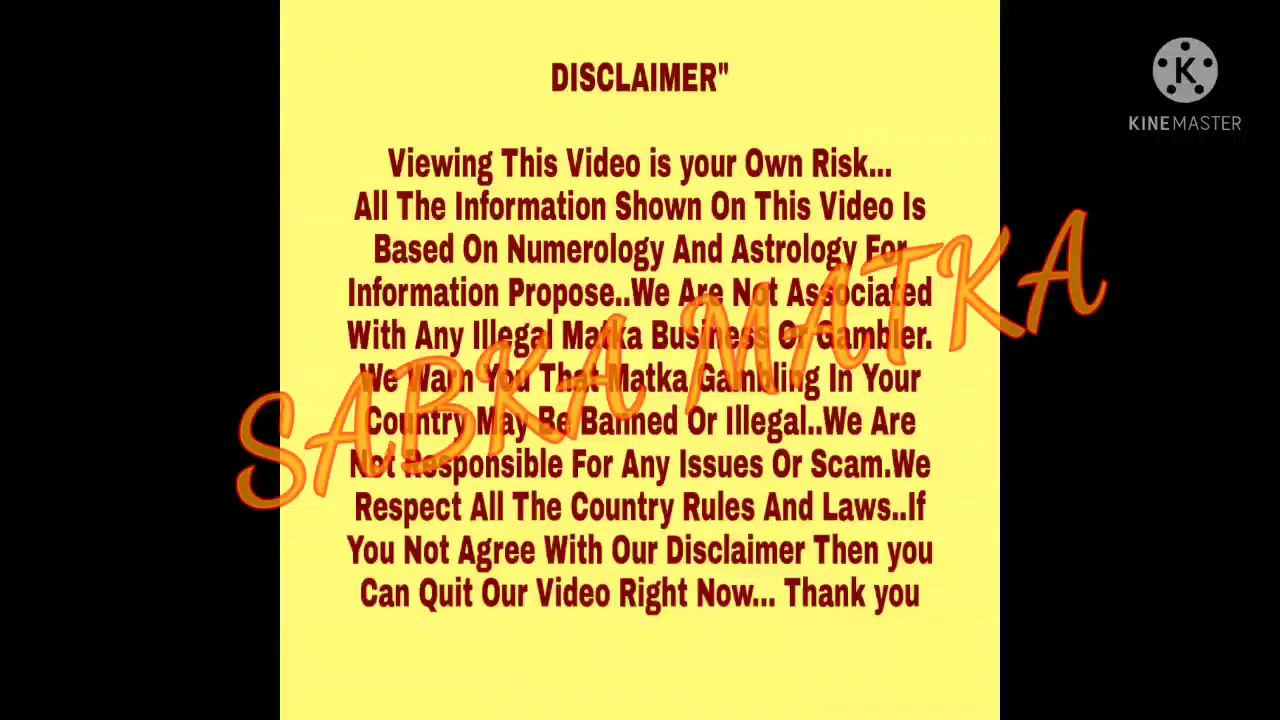 DISCLAIMER"
Viewing This Video is your Own Risk...
All The Information Shown On This Video Is
Based On Numerology And Astrology For
Information Propose..We Are Not Associated
With Any Illegal Matka Business Or Gambler.
We Warn You That Matka Gambling In Your
Country May Be Banned Or Illegal..We Are
Not Responsible For Any Issues Or Scam.We
Respect All The Country Rules And Laws..If
You Not Agree With Our Disclaimer Then you
Can Quit Our Video Right Now... Thank you
SABKA MATKA
K
KINEMASTER